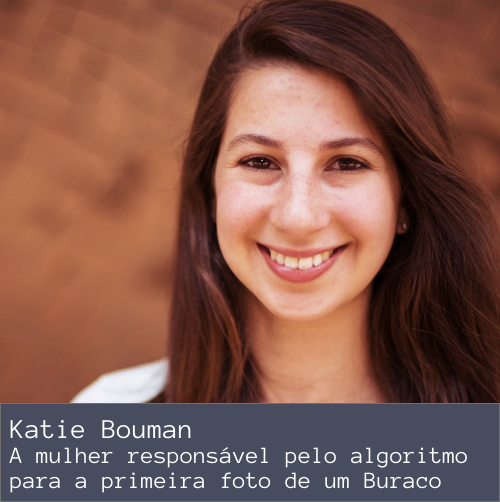 Katie Bouman
A mulher responsável pelo algoritmo
para a primeira foto de um Buraco